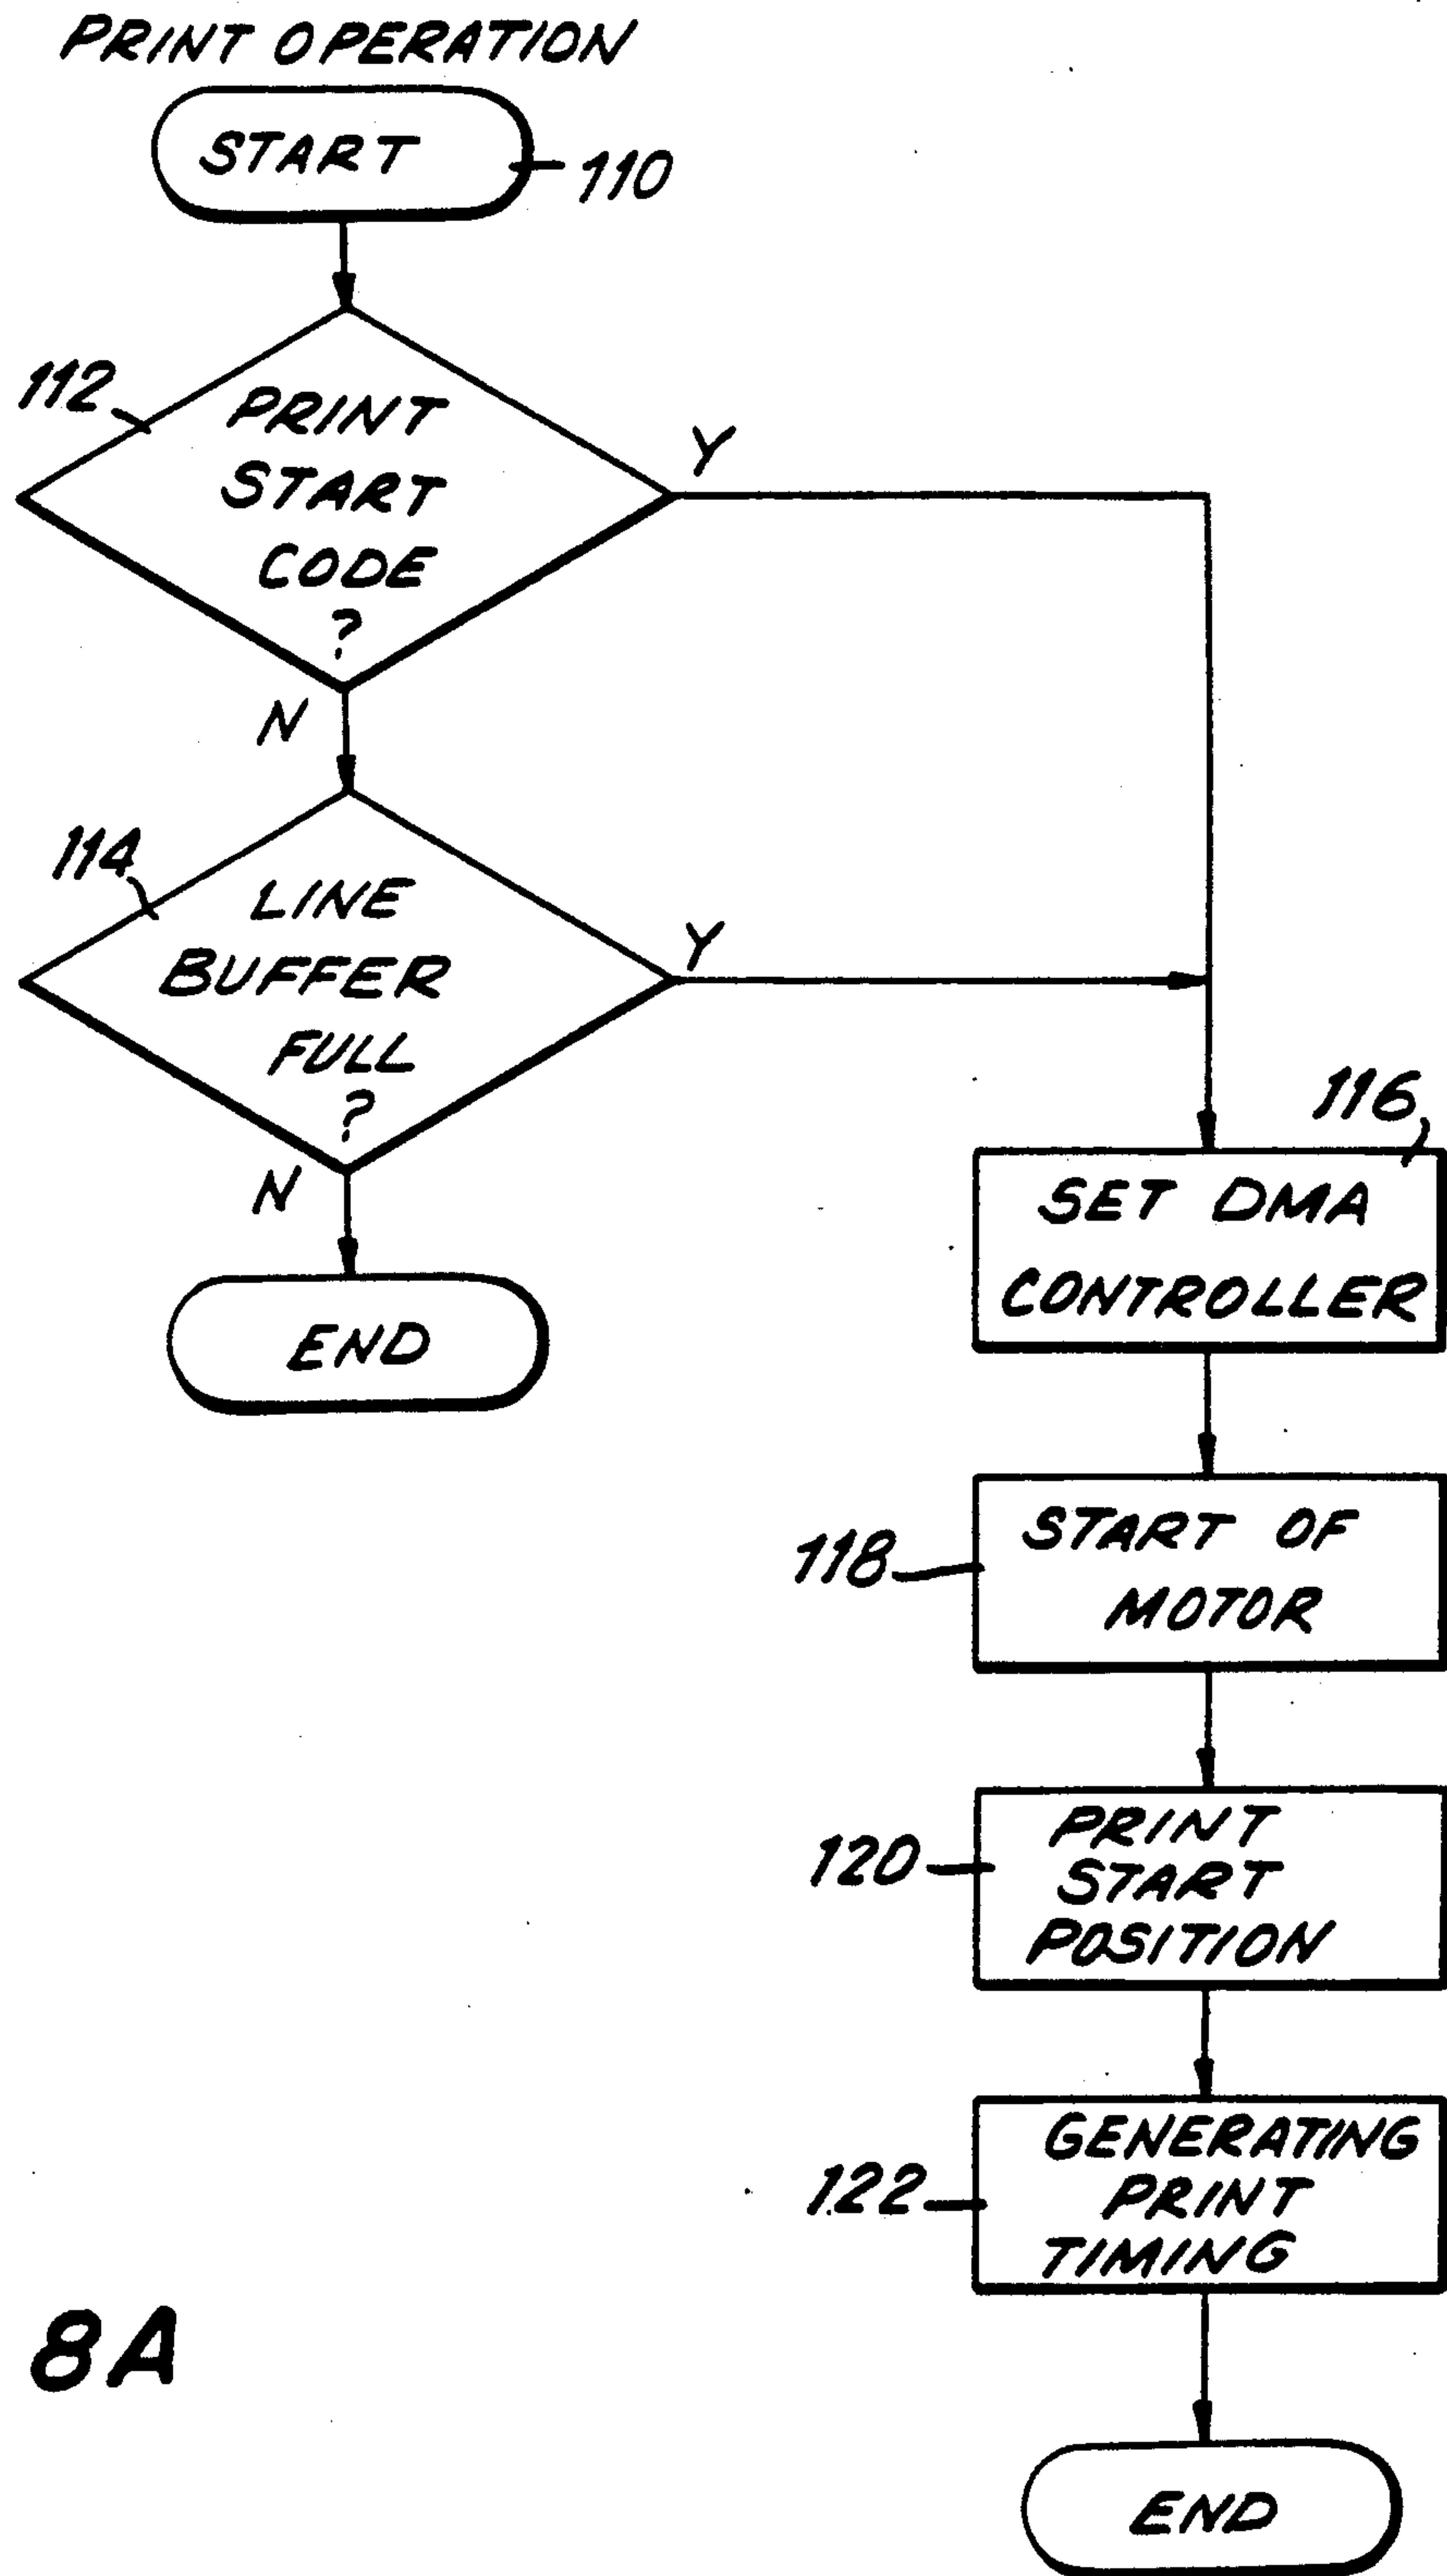 PRINT OPERATION
START
110
112
PRINT
START
CODE
?
Y
N
114
LINE
BUFFER
FULL
?
Y
N
END
116
SET DMA
CONTROLLER
118
START OF
MOTOR
120
PRINT
START
POSITION
122
GENERATING
PRINT
TIMING
END
8A